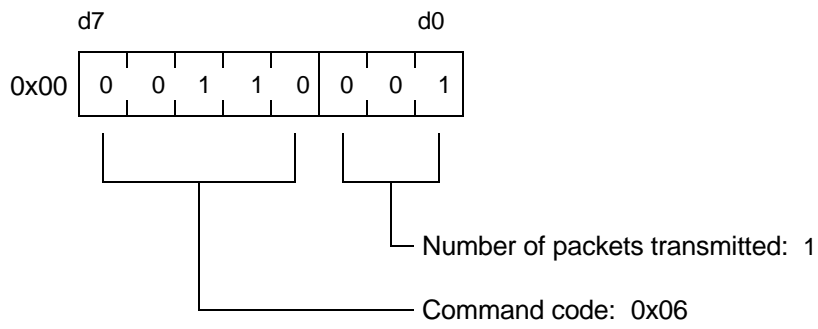 d7 d0
0x00 0 0 1 1 0 0 0 1
Number of packets transmitted: 1
Command code: 0x06